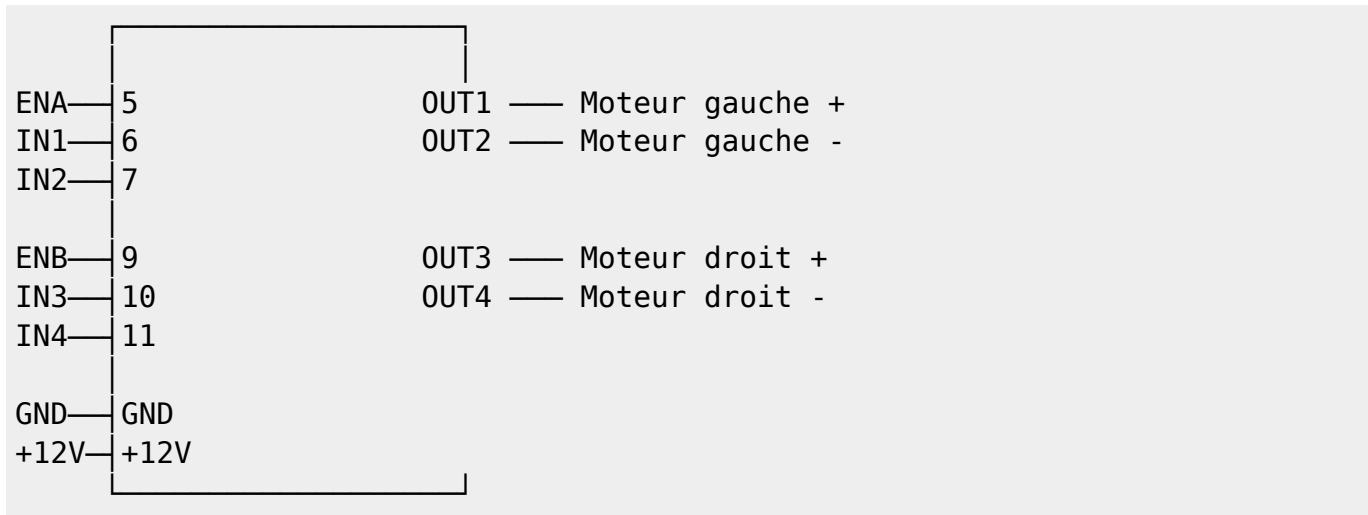 ENA 5 OUT1 —— Moteur gauche +
IN1 6 OUT2 —— Moteur gauche -
IN2 7
ENB 9 OUT3 —— Moteur droit +
IN3 10 OUT4 —— Moteur droit -
IN4 11
GND GND
+12V +12V